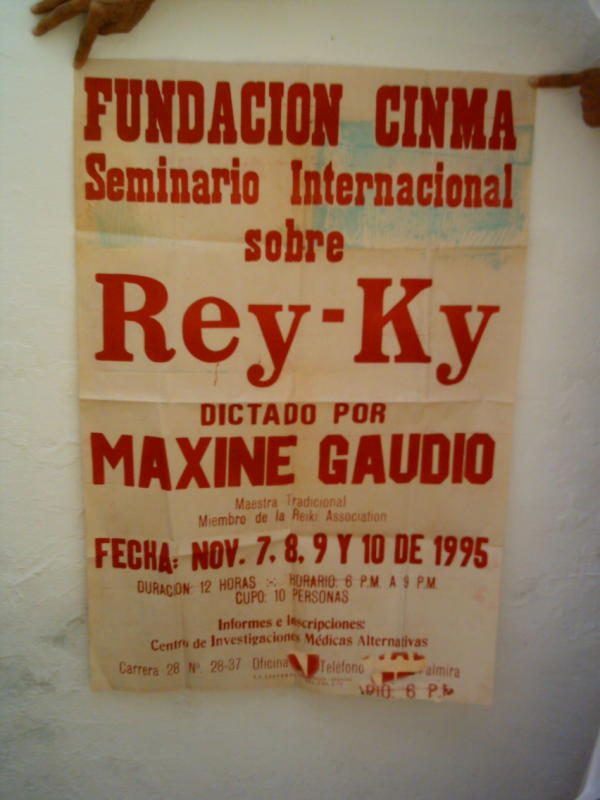 FUNDACION CINMA
Seminario Internacional
sobre
Rey-Ky
DICTADO POR
MAXINE GAUDIO
Maestra Tradicional
Miembro de la Reiki Association
FECHA: NOV. 7, 8, 9 Y 10 DE 1995
DURACION: 12 HORAS :-: HORARIO: 6 P.M. A 9 P.M.
CUPO: 10 PERSONAS
Informes e Inscripciones:
Centro de Investigaciones Médicas Alternativas
Carrera 28 Nº. 28-37 Oficina Teléfono almira
RIO: 6 P.M